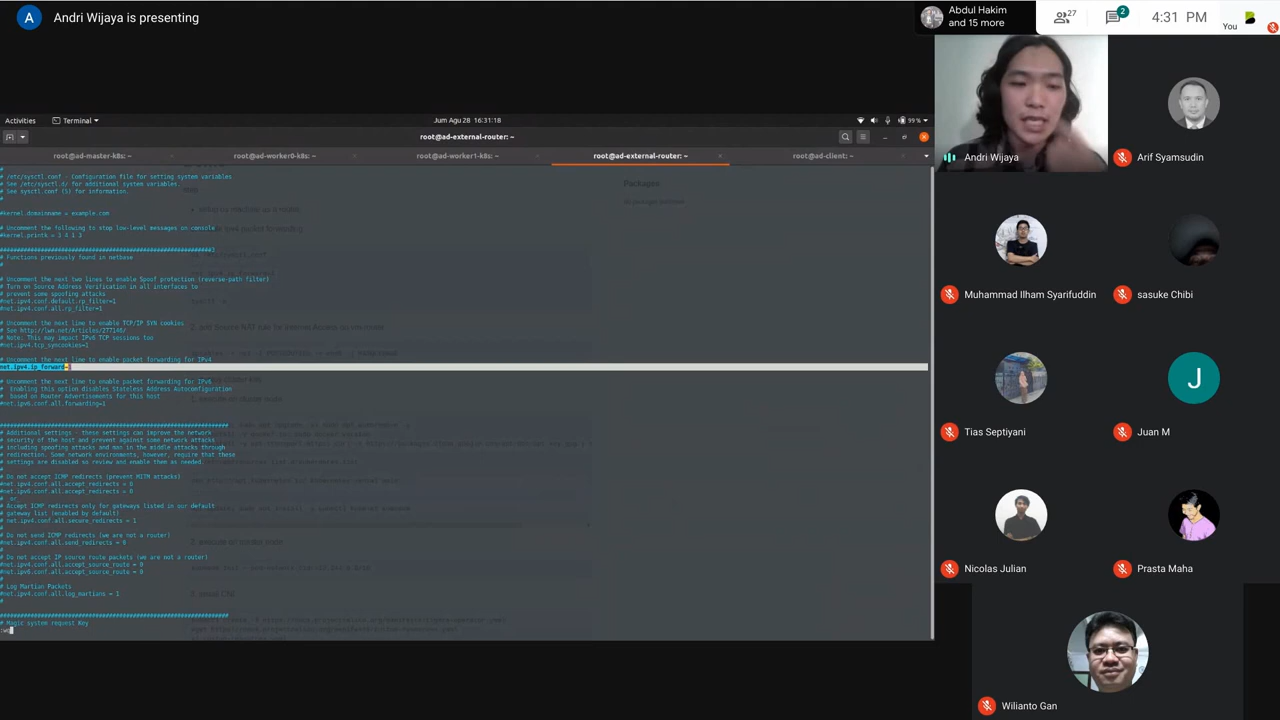 A Andri Wijaya is presenting
Abdul Hakim
and 15 more
27
2
4:31 PM
You
Activities
Terminal
Jum Agu 28 16:31:18
99 %
root@ad-external-router: ~
root@ad-master-k8s: ~
root@ad-worker0-k8s: ~
root@ad-worker1-k8s: ~
root@ad-external-router: ~
root@ad-client: ~
#
# /etc/sysctl.conf - Configuration file for setting system variables
# See /etc/sysctl.d/ for additional system variables.
# See sysctl.conf (5) for information.
#
#kernel.domainname = example.com
# Uncomment the following to stop low-level messages on console
#kernel.printk = 3 4 1 3
##############################################################3
# Functions previously found in netbase
#
# Uncomment the next two lines to enable Spoof protection (reverse-path filter)
# Turn on Source Address Verification in all interfaces to
# prevent some spoofing attacks
#net.ipv4.conf.default.rp_filter=1
#net.ipv4.conf.all.rp_filter=1
# Uncomment the next line to enable TCP/IP SYN cookies
# See http://lwn.net/Articles/277146/
# Note: This may impact IPv6 TCP sessions too
#net.ipv4.tcp_syncookies=1
# Uncomment the next line to enable packet forwarding for IPv4
net.ipv4.ip_forward=
# Uncomment the next line to enable packet forwarding for IPv6
# Enabling this option disables Stateless Address Autoconfiguration
# based on Router Advertisements for this host
#net.ipv6.conf.all.forwarding=1
###################################################################
# Additional settings - these settings can improve the network
# security of the host and prevent against some network attacks
# including spoofing attacks and man in the middle attacks through
# redirection. Some network environments, however, require that these
# settings are disabled so review and enable them as needed.
#
# Do not accept ICMP redirects (prevent MITM attacks)
#net.ipv4.conf.all.accept_redirects = 0
#net.ipv6.conf.all.accept_redirects = 0
# _or_
# Accept ICMP redirects only for gateways listed in our default
# gateway list (enabled by default)
# net.ipv4.conf.all.secure_redirects = 1
#
# Do not send ICMP redirects (we are not a router)
#net.ipv4.conf.all.send_redirects = 0
#
# Do not accept IP source route packets (we are not a router)
#net.ipv4.conf.all.accept_source_route = 0
#net.ipv6.conf.all.accept_source_route = 0
#
# Log Martian Packets
#net.ipv4.conf.all.log_martians = 1
#
###################################################################
# Magic system request Key
:wq
Andri Wijaya
Arif Syamsudin
Muhammad Ilham Syarifuddin
sasuke Chibi
Tias Septiyani
J
Juan M
Nicolas Julian
Prasta Maha
Wilianto Gan